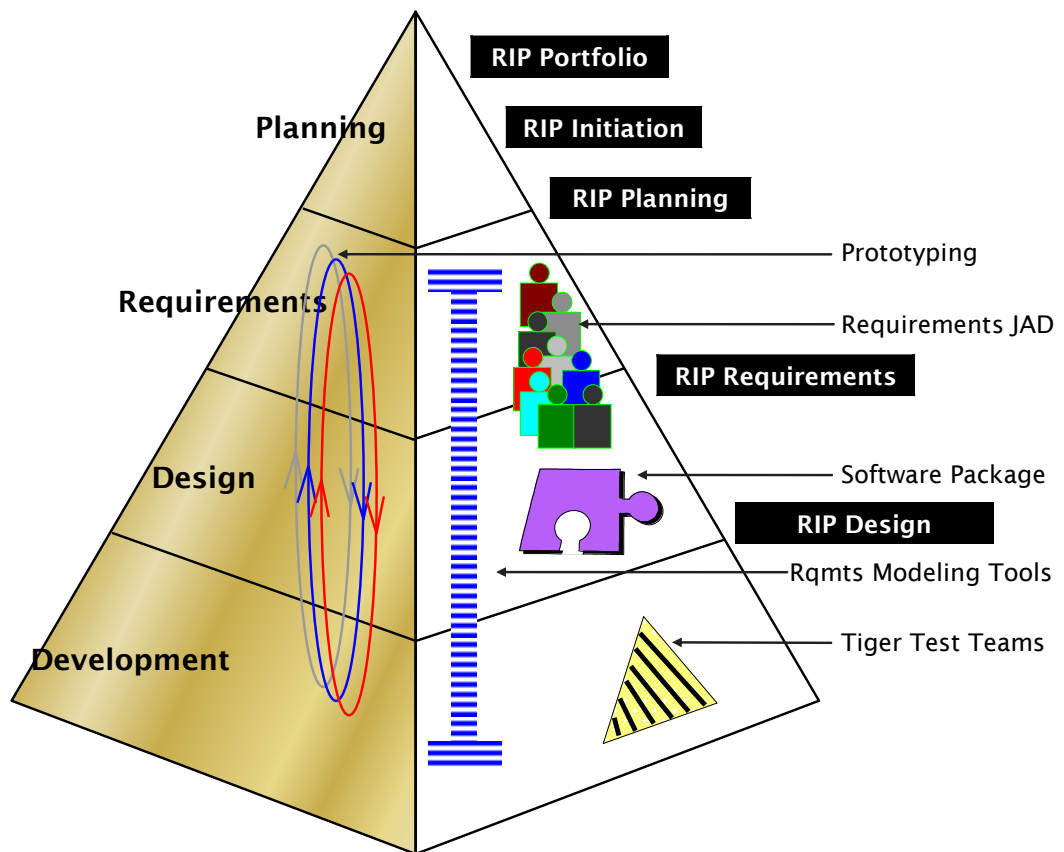 RIP Portfolio
Planning
RIP Initiation
RIP Planning
Prototyping
Requirements
Requirements JAD
RIP Requirements
Design
Software Package
RIP Design
Rqmts Modeling Tools
Tiger Test Teams
Development